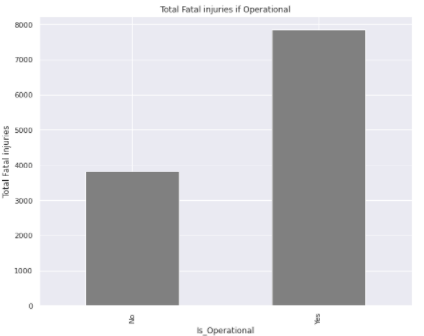 Total Fatal injuries if Operational
8000
7000
6000
5000
4000
3000
2000
1000
0
Total Fatal injuries
No
Yes
Is_Operational